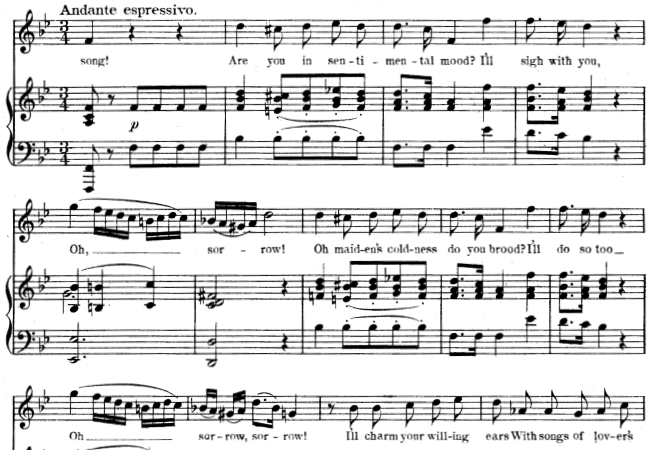 Andante espressivo.
song! Are you in sen-ti-men-tal mood? I'll sigh with you,
p
Oh, sor-row! Oh maid-en's cold-ness do you brood? I'll do so too
Oh sor-row, sor-row! I'll charm your will-ing ears With songs of lov-er's